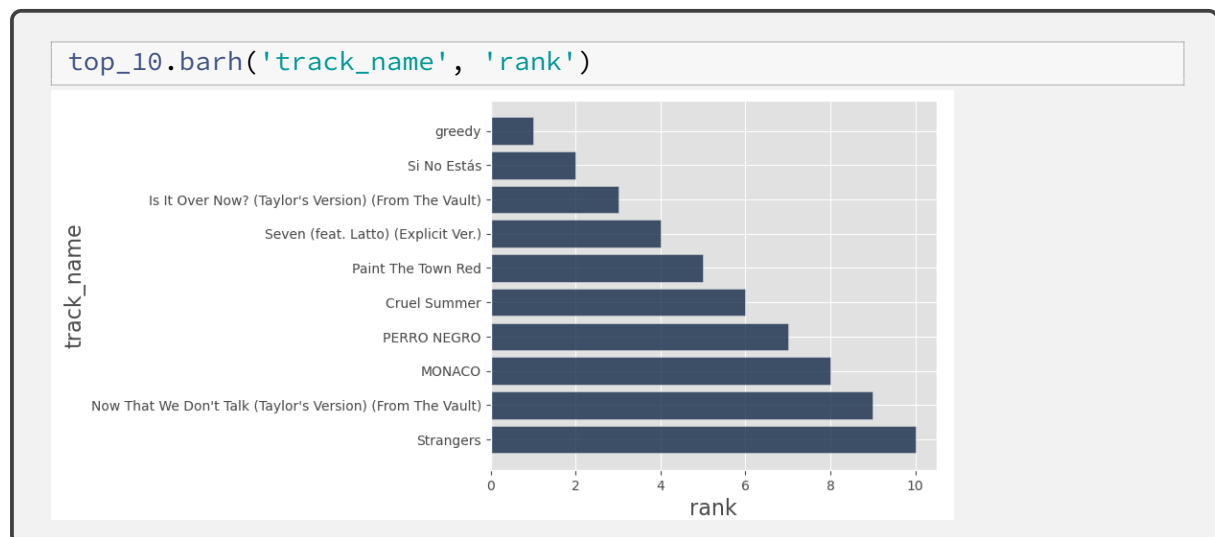 top_10.barh('track_name', 'rank')
greedy
Si No Estás
Is It Over Now? (Taylor's Version) (From The Vault)
Seven (feat. Latto) (Explicit Ver.)
Paint The Town Red
Cruel Summer
PERRO NEGRO
MONACO
Now That We Don't Talk (Taylor's Version) (From The Vault)
Strangers
track_name
0 2 4 6 8 10
rank